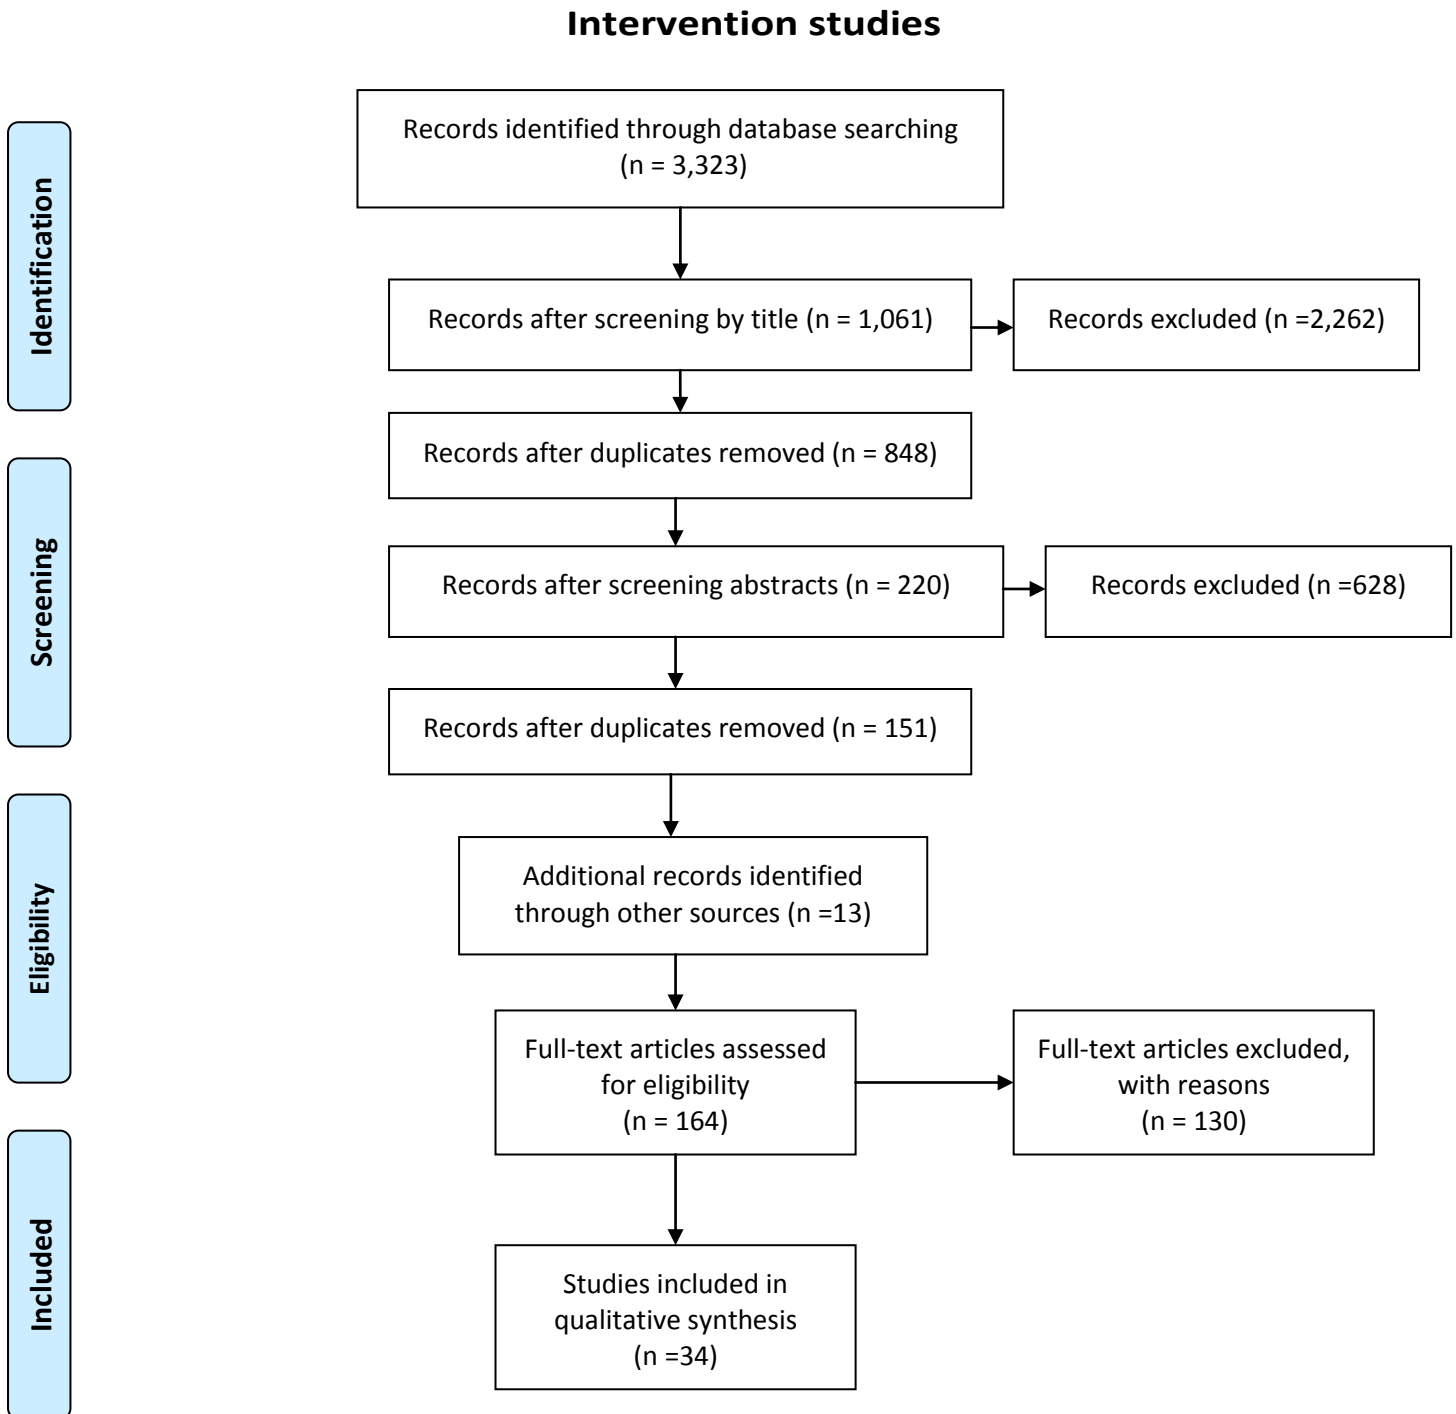 Intervention studies
Identification
Records identified through database searching
(n = 3,323)
Records after screening by title (n = 1,061)
Records excluded (n =2,262)
Records after duplicates removed (n = 848)
Screening
Records after screening abstracts (n = 220)
Records excluded (n =628)
Records after duplicates removed (n = 151)
Eligibility
Additional records identified
through other sources (n =13)
Full-text articles assessed
for eligibility
(n = 164)
Full-text articles excluded,
with reasons
(n = 130)
Included
Studies included in
qualitative synthesis
(n =34)